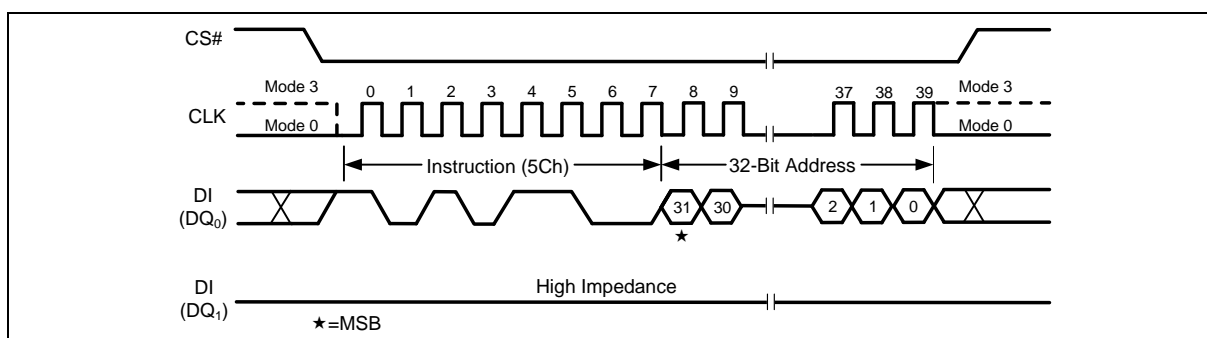 CS#
Mode 3 0 1 2 3 4 5 6 7 8 9 37 38 39 Mode 3
CLK
Mode 0 Mode 0
Instruction (5Ch) 32-Bit Address
DI
(DQ0) 31 30 2 1 0
★
DI High Impedance
(DQ1)
★=MSB